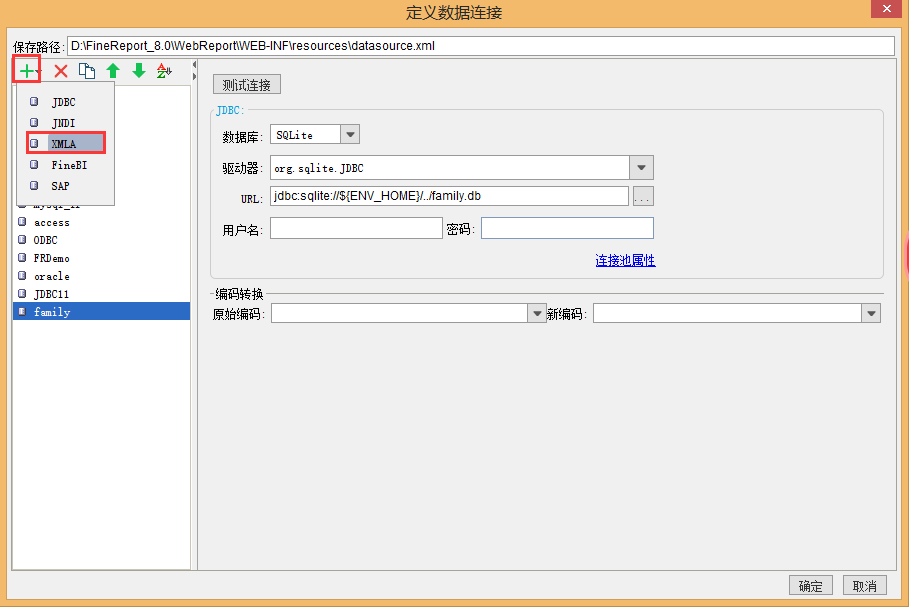 定义数据连接
保存路径: D:\FineReport_8.0\WebReport\WEB-INF\resources\datasource.xml
JDBC
JNDI
XMLA
FineBI
SAP
access
ODBC
FRDemo
oracle
JDBC11
family
测试连接
JDBC:
数据库: SQLite
驱动器: org.sqlite.JDBC
URL: jdbc:sqlite://${ENV_HOME}/../family.db ...
用户名: 密码:
连接池属性
编码转换
原始编码: 新编码:
确定 取消